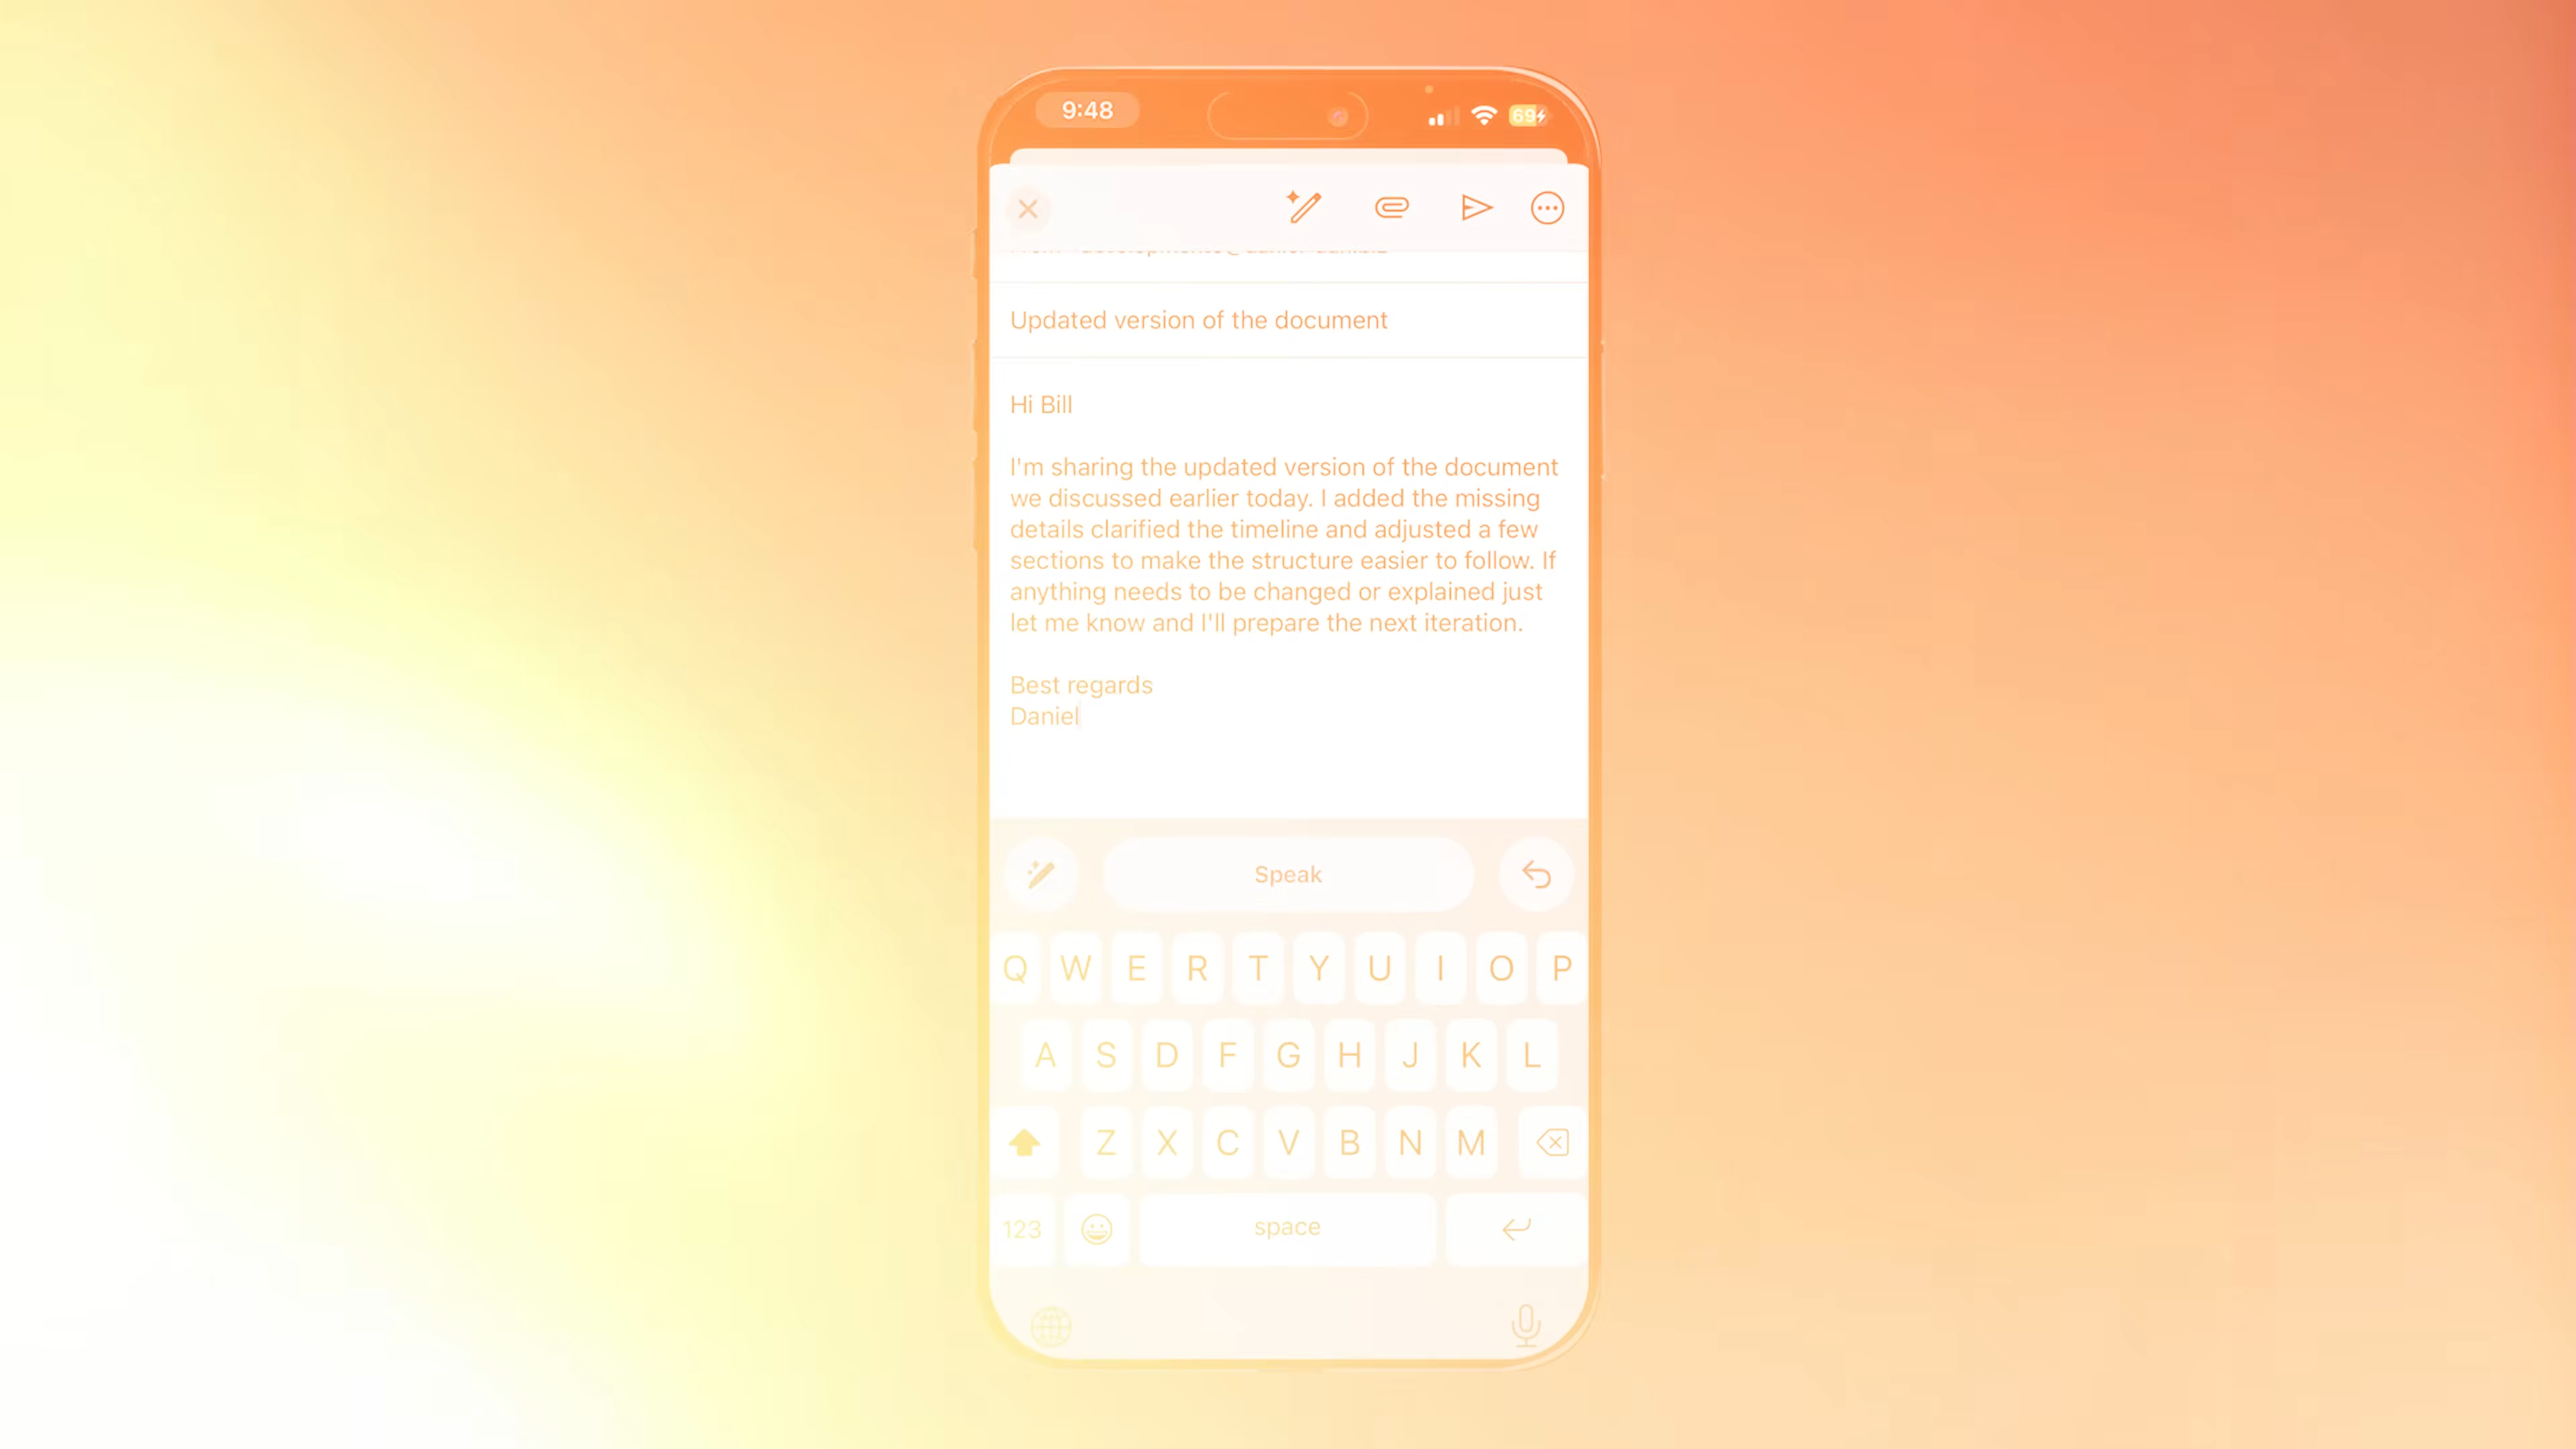 9:48
69
Updated version of the document
Hi Bill
I'm sharing the updated version of the document
we discussed earlier today. I added the missing
details clarified the timeline and adjusted a few
sections to make the structure easier to follow. If
anything needs to be changed or explained just
let me know and I'll prepare the next iteration.
Best regards
Daniel
Speak
Q W E R T Y U I O P
A S D F G H J K L
Z X C V B N M
123 space